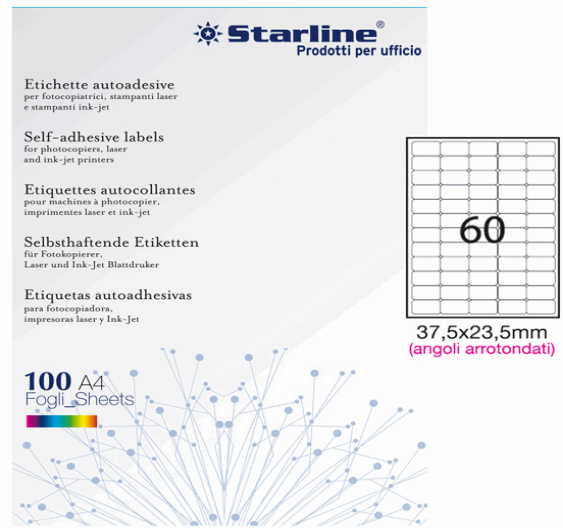 Starline®
Prodotti per ufficio
Etichette autoadesive
per fotocopiatrici, stampanti laser
e stampanti ink-jet
Self-adhesive labels
for photocopiers, laser
and ink-jet printers
Etiquettes autocollantes
pour machines à photocopier,
imprimentes laser et ink-jet
Selbsthaftende Etiketten
für Fotokopierer,
Laser und Ink-Jet Blattdruker
Etiquetas autoadhesivas
para fotocopiadora,
impresoras laser y Ink-Jet
100 A4
Fogli_Sheets
60
37,5x23,5mm
(angoli arrotondati)